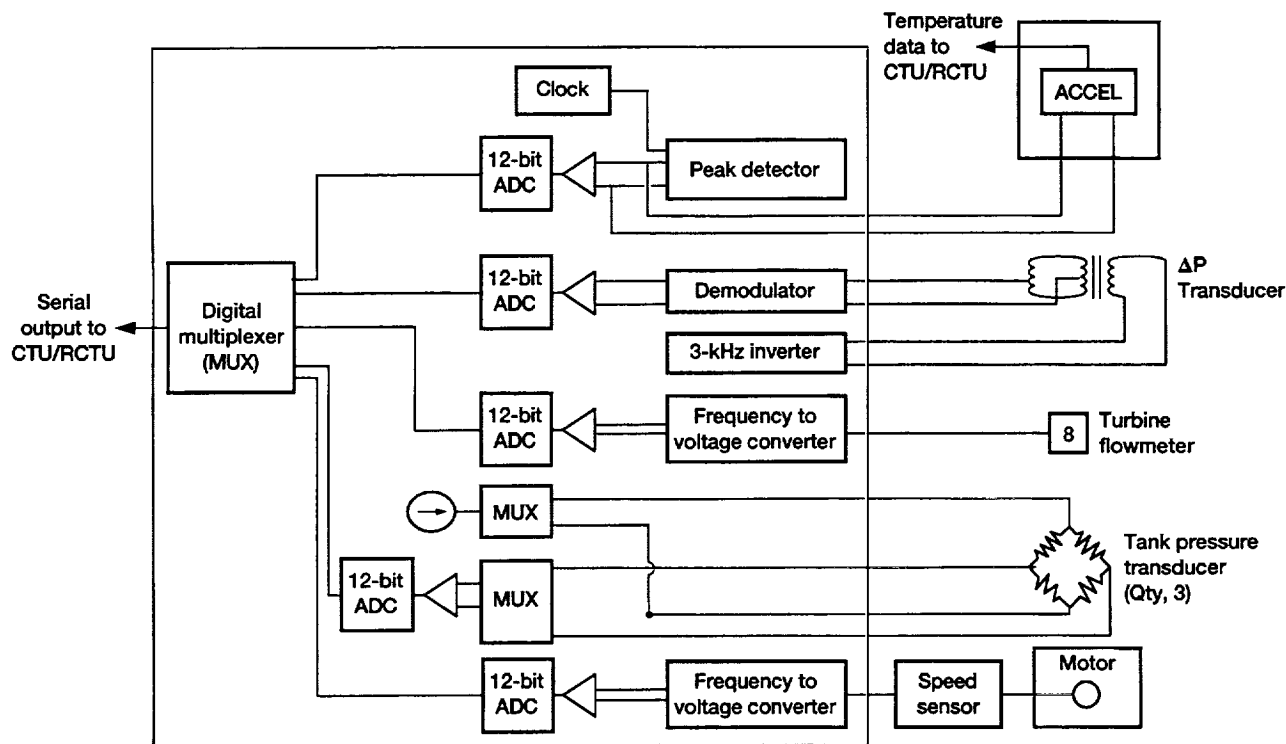 Temperature
data to
CTU/RCTU
ACCEL
Clock
12-bit
ADC
Peak detector
Serial
output to
CTU/RCTU
Digital
multiplexer
(MUX)
12-bit
ADC
Demodulator
ΔP
Transducer
3-kHz inverter
12-bit
ADC
Frequency to
voltage converter
8
Turbine
flowmeter
MUX
12-bit
ADC
MUX
Tank pressure
transducer
(Qty, 3)
12-bit
ADC
Frequency to
voltage converter
Speed
sensor
Motor